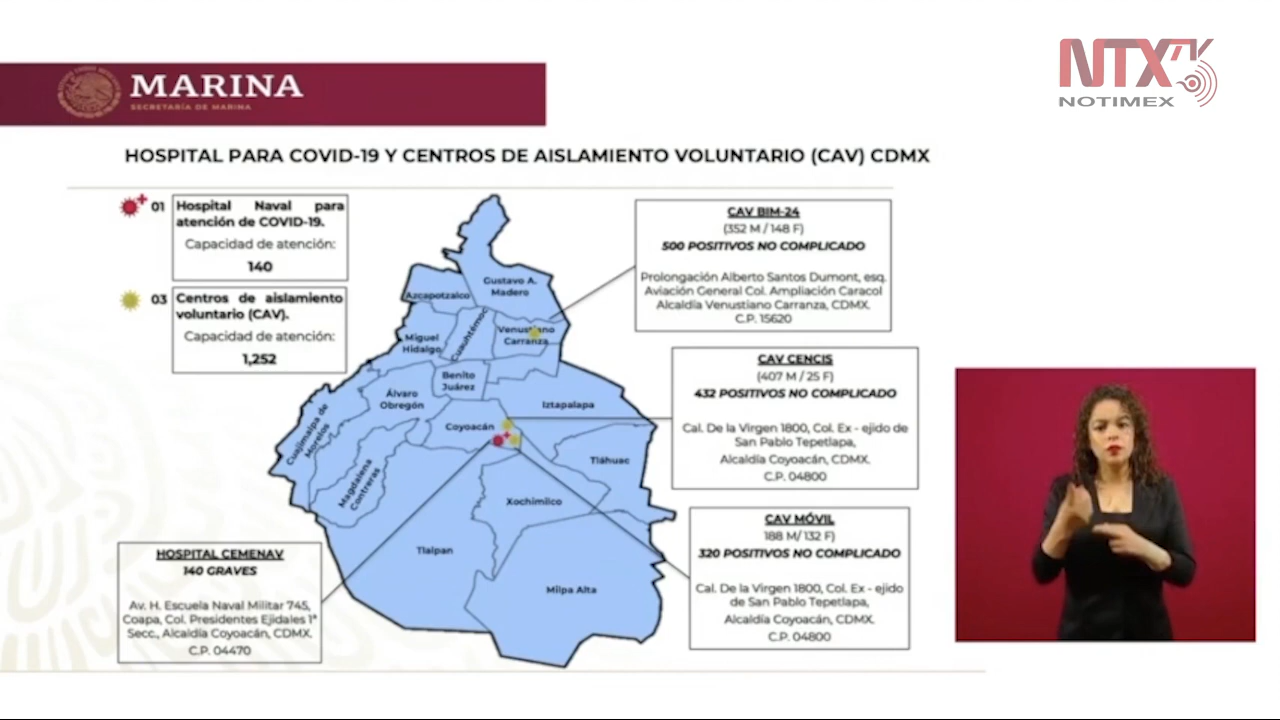 MARINA
SECRETARÍA DE MARINA
NTX
NOTIMEX
HOSPITAL PARA COVID-19 Y CENTROS DE AISLAMIENTO VOLUNTARIO (CAV) CDMX
01
Hospital Naval para
atención de COVID-19.
Capacidad de atención:
140
03
Centros de aislamiento
voluntario (CAV).
Capacidad de atención:
1,252
Gustavo A.
Madero
Azcapotzalco
Miguel
Hidalgo
Cuauhtémoc
Venustiano
Carranza
Benito
Juárez
Álvaro
Obregón
Iztapalapa
Cuajimalpa de
Morelos
Coyoacán
Magdalena
Contreras
Tláhuac
Xochimilco
Tlalpan
Milpa Alta
CAV BIM-24
(352 M / 148 F)
500 POSITIVOS NO COMPLICADO
Prolongación Alberto Santos Dumont, esq.
Aviación General Col. Ampliación Caracol
Alcaldía Venustiano Carranza, CDMX.
C.P. 15620
CAV CENCIS
(407 M / 25 F)
432 POSITIVOS NO COMPLICADO
Cal. De la Virgen 1800, Col. Ex - ejido de
San Pablo Tepetlapa,
Alcaldía Coyoacán, CDMX.
C.P. 04800
CAV MÓVIL
188 M/ 132 F)
320 POSITIVOS NO COMPLICADO
Cal. De la Virgen 1800, Col. Ex - ejido
de San Pablo Tepetlapa,
Alcaldía Coyoacán, CDMX.
C.P. 04800
HOSPITAL CEMENAV
140 GRAVES
Av. H. Escuela Naval Militar 745,
Coapa, Col. Presidentes Ejidales 1ª
Secc., Alcaldía Coyoacán, CDMX.
C.P. 04470